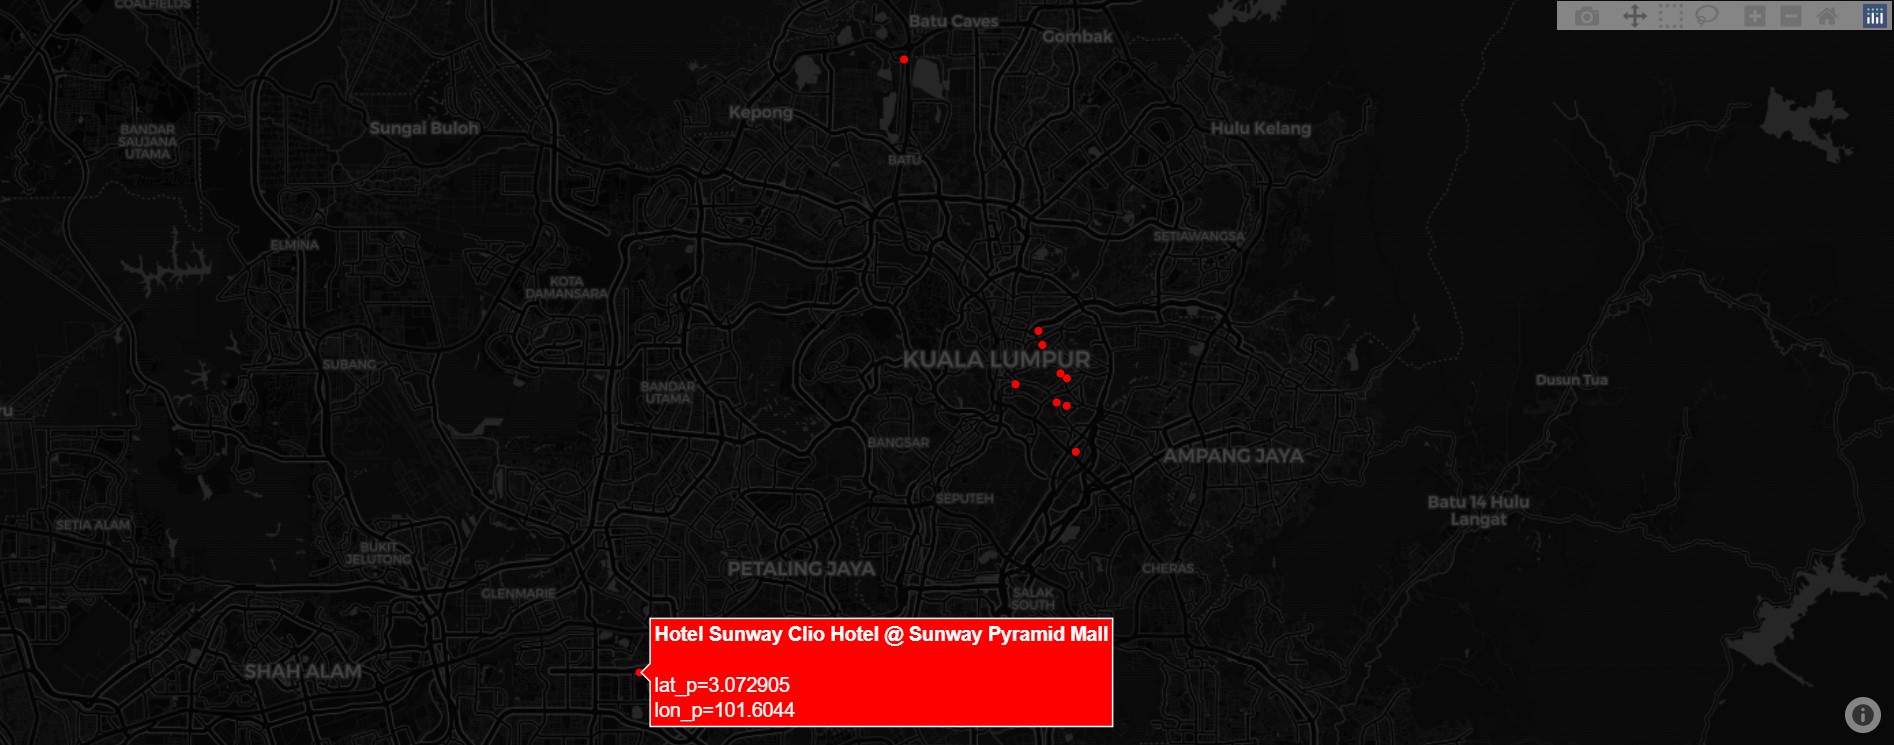 COALFIELDS
Batu Caves
Gombak
Kepong
Sungai Buloh
BANDAR
SAUJANA
UTAMA
Hulu Kelang
BATU
SETIAWANGSA
ELMINA
KOTA
DAMANSARA
KUALA LUMPUR
SUBANG
BANDAR
UTAMA
Dusun Tua
ru
BANGSAR
AMPANG JAYA
SEPUTEH
Batu 14 Hulu
Langat
SETIA ALAM
BUKIT
JELUTONG
PETALING JAYA
CHERAS
GLENMARIE
SALAK
SOUTH
Hotel Sunway Clio Hotel @ Sunway Pyramid Mall
SHAH ALAM
lat_p=3.072905
lon_p=101.6044